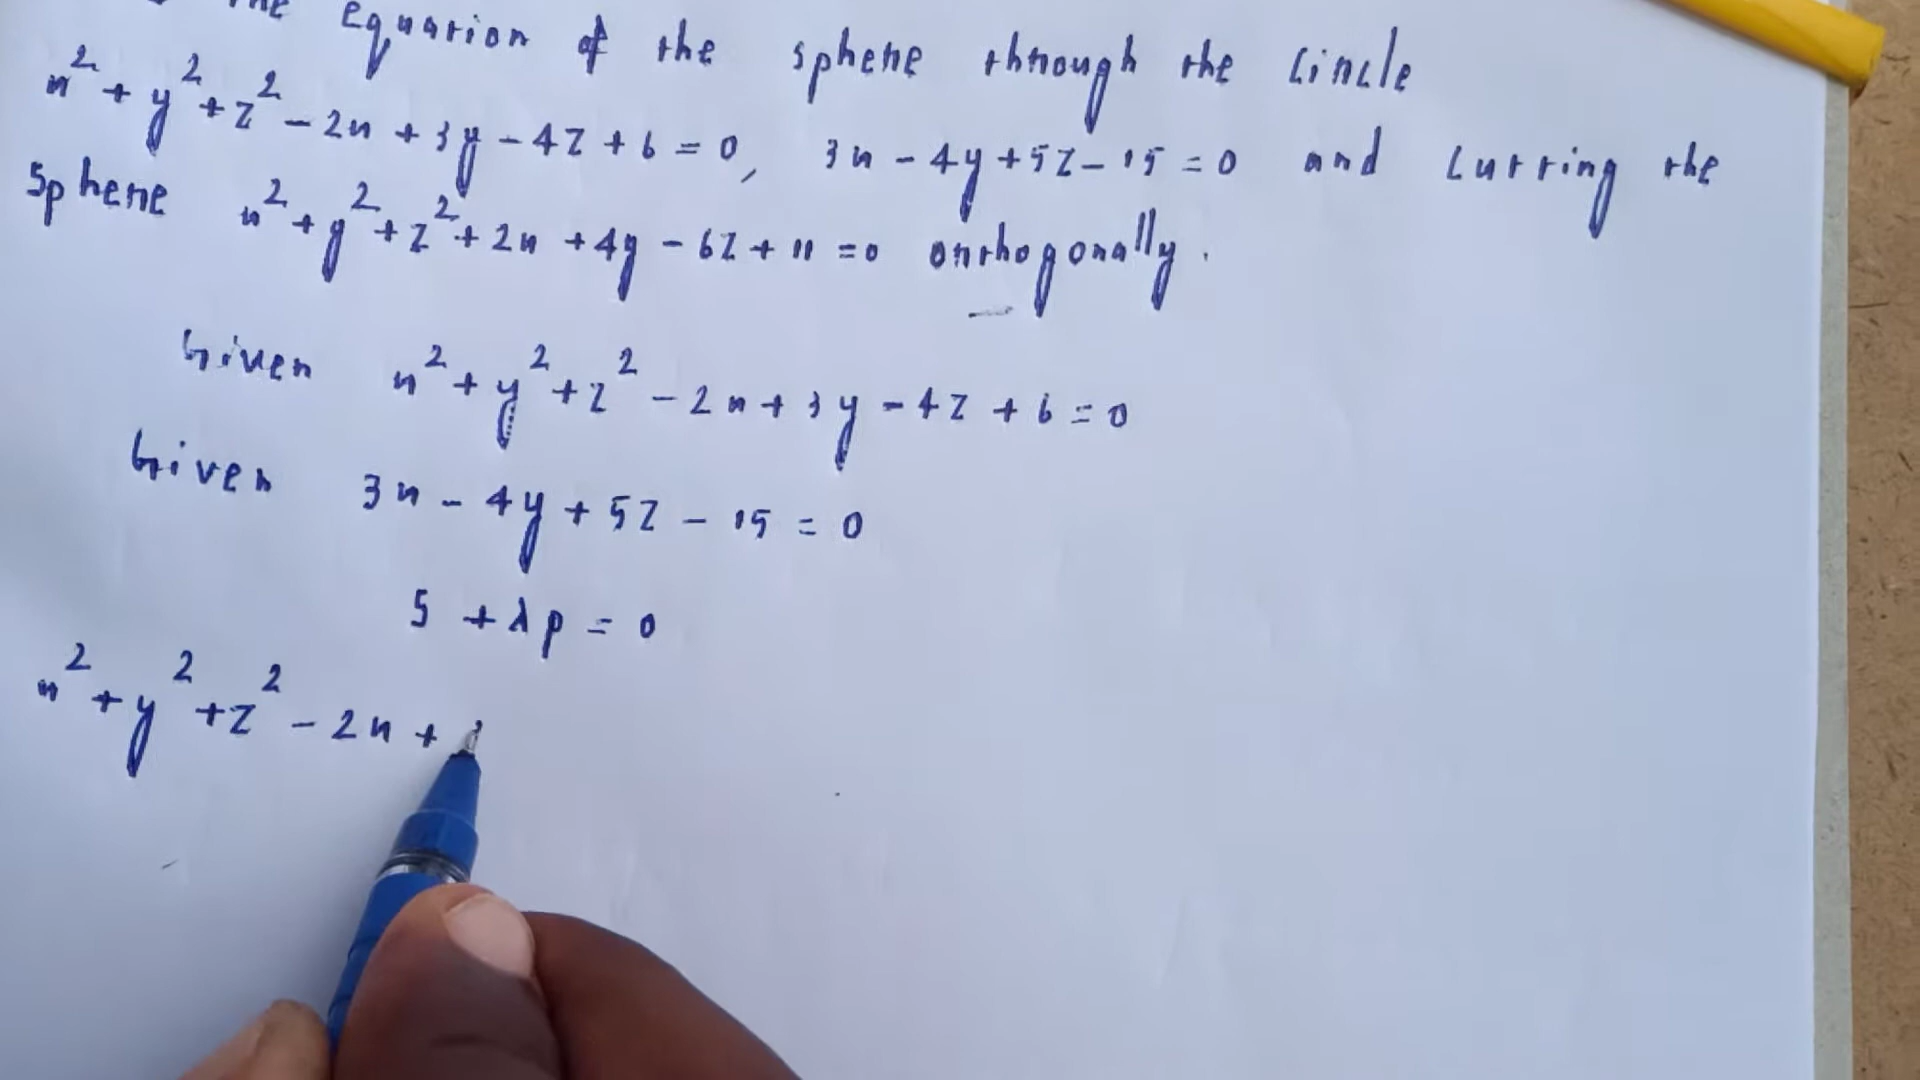 the equation of the sphere through the circle
x² + y² + z² - 2x + 3y - 4z + 6 = 0, 3x - 4y + 5z - 15 = 0 and cutting the
sphere x² + y² + z² + 2x + 4y - 6z + 11 = 0 orthogonally.
Given x² + y² + z² - 2x + 3y - 4z + 6 = 0
Given 3x - 4y + 5z - 15 = 0
S + λp = 0
x² + y² + z² - 2x +